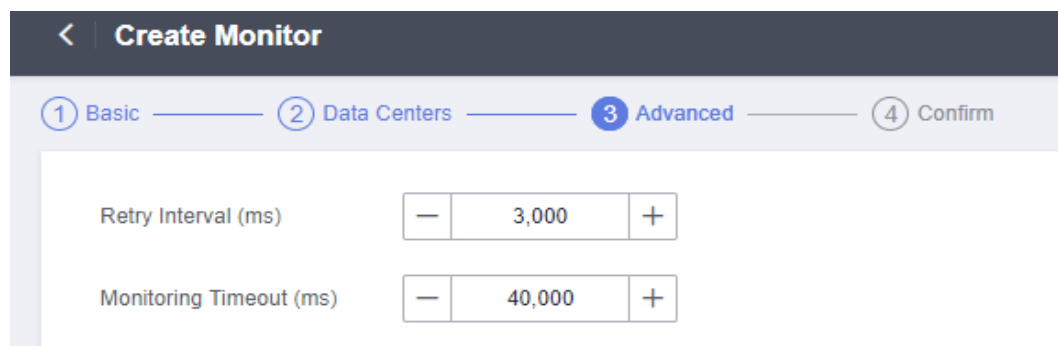 Create Monitor
1 Basic 2 Data Centers 3 Advanced 4 Confirm
Retry Interval (ms) — 3,000 +
Monitoring Timeout (ms) — 40,000 +